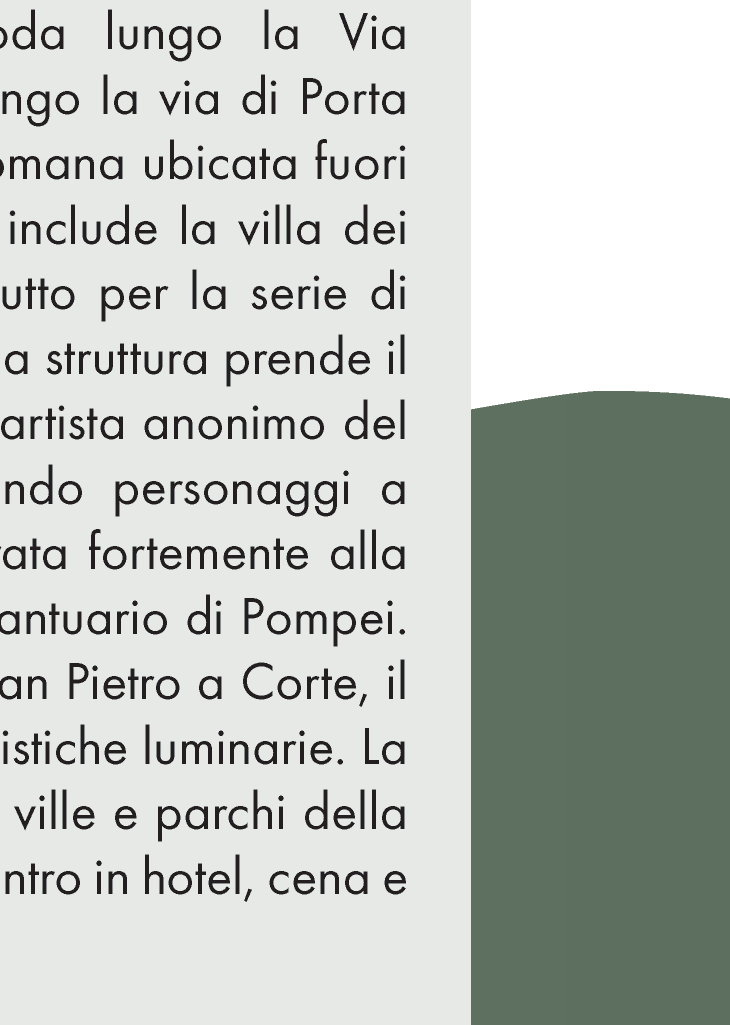 oda lungo la Via
ngo la via di Porta
omana ubicata fuori
include la villa dei
utto per la serie di
a struttura prende il
artista anonimo del
ndo personaggi a
ata fortemente alla
antuario di Pompei.
an Pietro a Corte, il
istiche luminarie. La
ville e parchi della
ntro in hotel, cena e